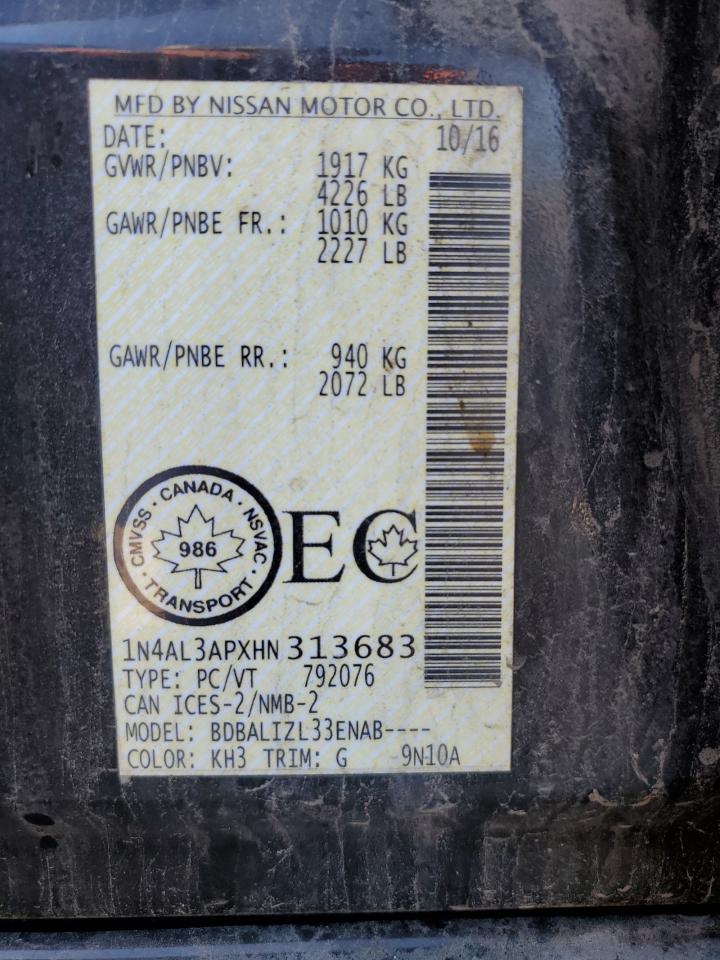 MFD BY NISSAN MOTOR CO., LTD.
DATE: 10/16
GVWR/PNBV: 1917 KG
4226 LB
GAWR/PNBE FR.: 1010 KG
2227 LB
GAWR/PNBE RR.: 940 KG
2072 LB
CMVSS · CANADA · NSVAC · TRANSPORT ·
986
EC
1N4AL3APXHN313683
TYPE: PC/VT 792076
CAN ICES-2/NMB-2
MODEL: BDBALIZL33ENAB----
COLOR: KH3 TRIM: G -9N10A